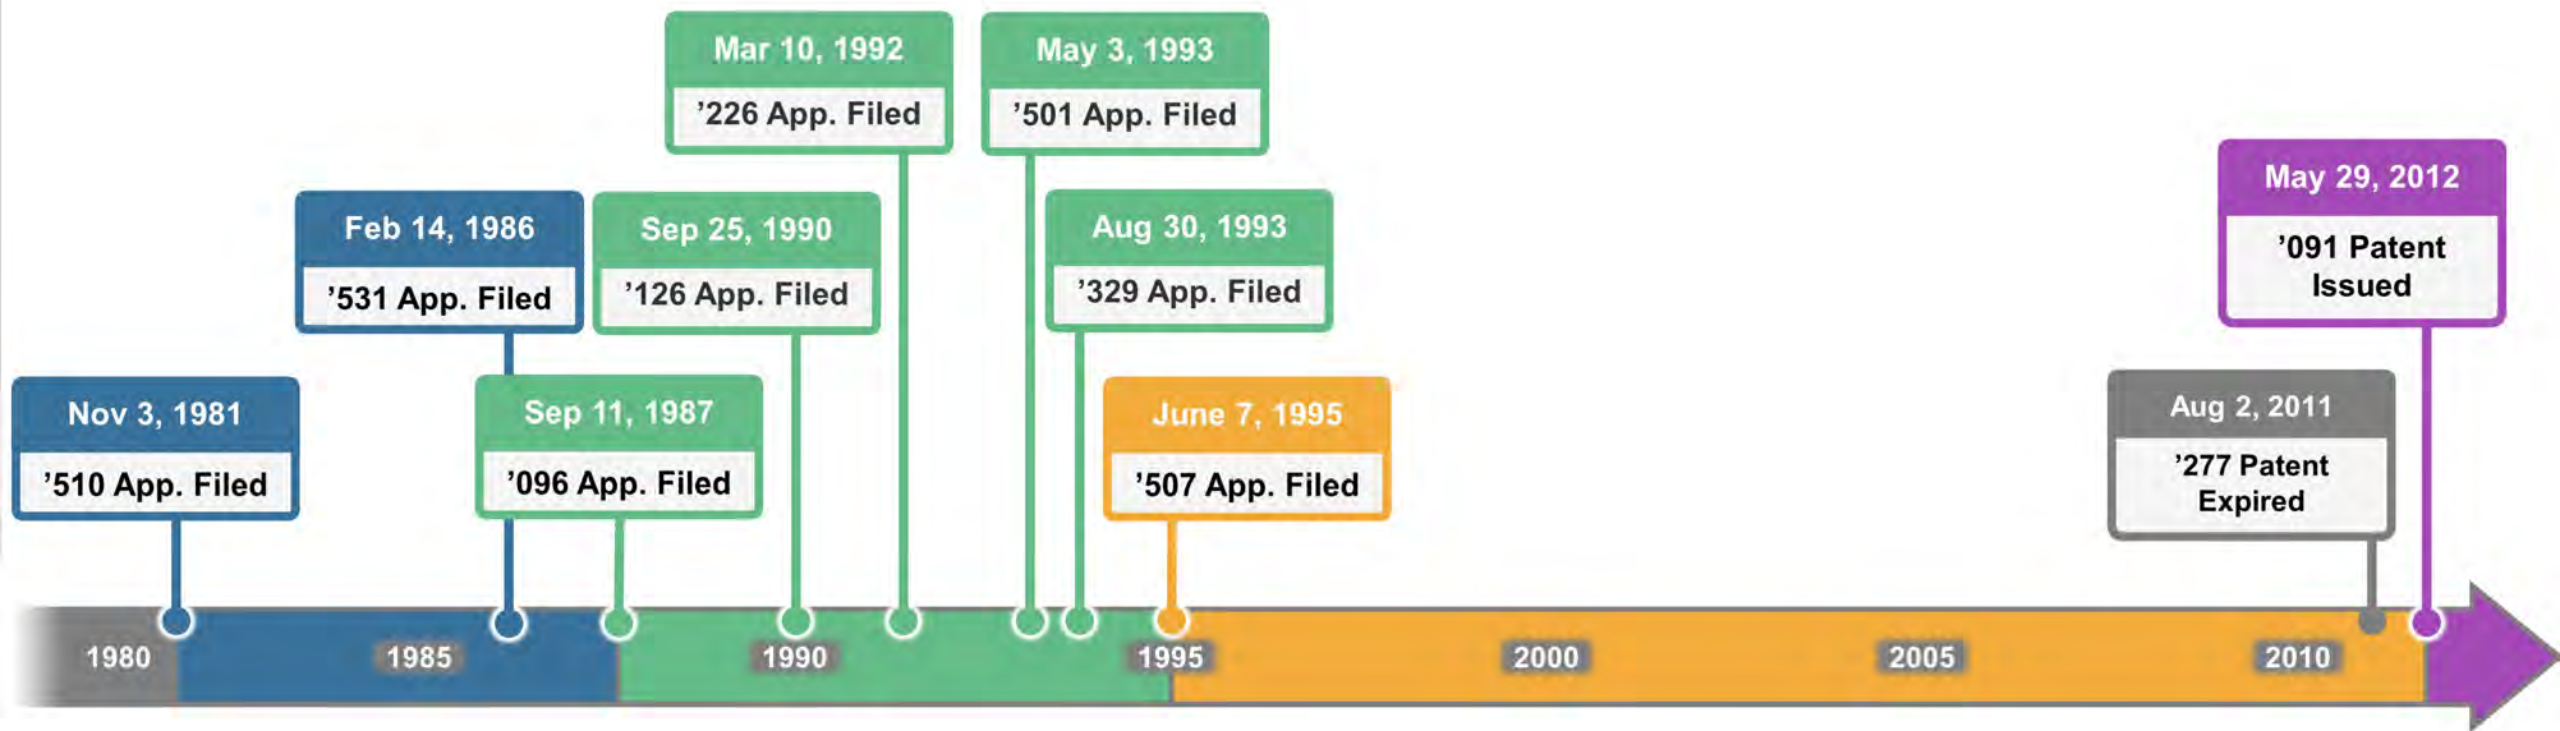 Mar 10, 1992
’226 App. Filed
May 3, 1993
’501 App. Filed
May 29, 2012
’091 Patent
Issued
Feb 14, 1986
’531 App. Filed
Sep 25, 1990
’126 App. Filed
Aug 30, 1993
’329 App. Filed
Nov 3, 1981
’510 App. Filed
Sep 11, 1987
’096 App. Filed
June 7, 1995
’507 App. Filed
Aug 2, 2011
’277 Patent
Expired
1980
1985
1990
1995
2000
2005
2010